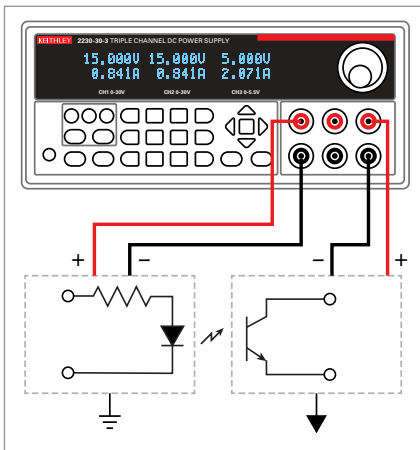 KEITHLEY 2230-30-3 TRIPLE CHANNEL DC POWER SUPPLY
15.000V 15.000V 5.000V
0.841A 0.841A 2.071A
CH1 0-30V CH2 0-30V CH3 0-5.5V
+ − − +